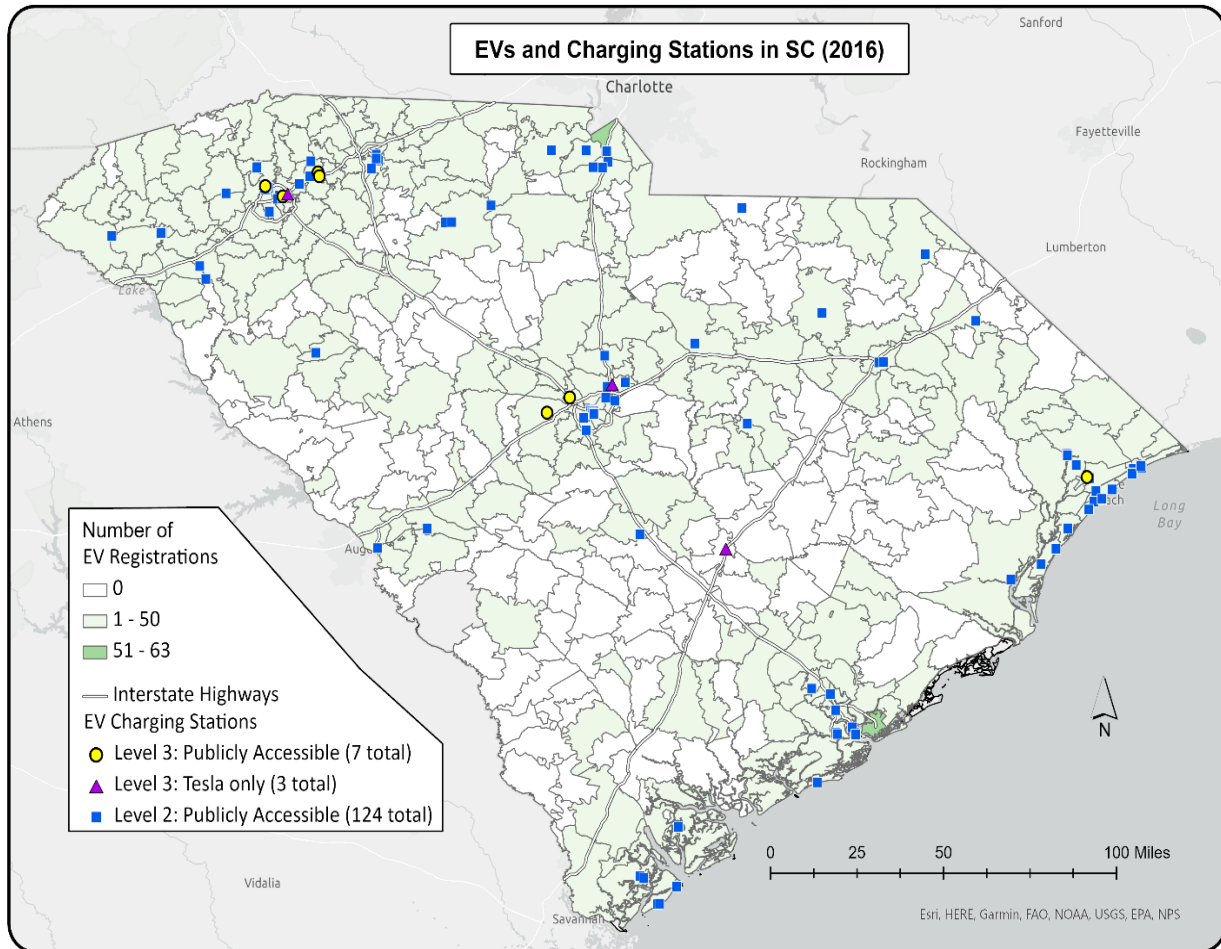 Sanford
EVs and Charging Stations in SC (2016)
Charlotte
Fayetteville
Rockingham
Lumberton
Lake
Athens
Long
Bay
Number of
EV Registrations
0
1 - 50
51 - 63
Interstate Highways
EV Charging Stations
Level 3: Publicly Accessible (7 total)
Level 3: Tesla only (3 total)
Level 2: Publicly Accessible (124 total)
N
0 25 50 100 Miles
Vidalia
Savannah
Esri, HERE, Garmin, FAO, NOAA, USGS, EPA, NPS